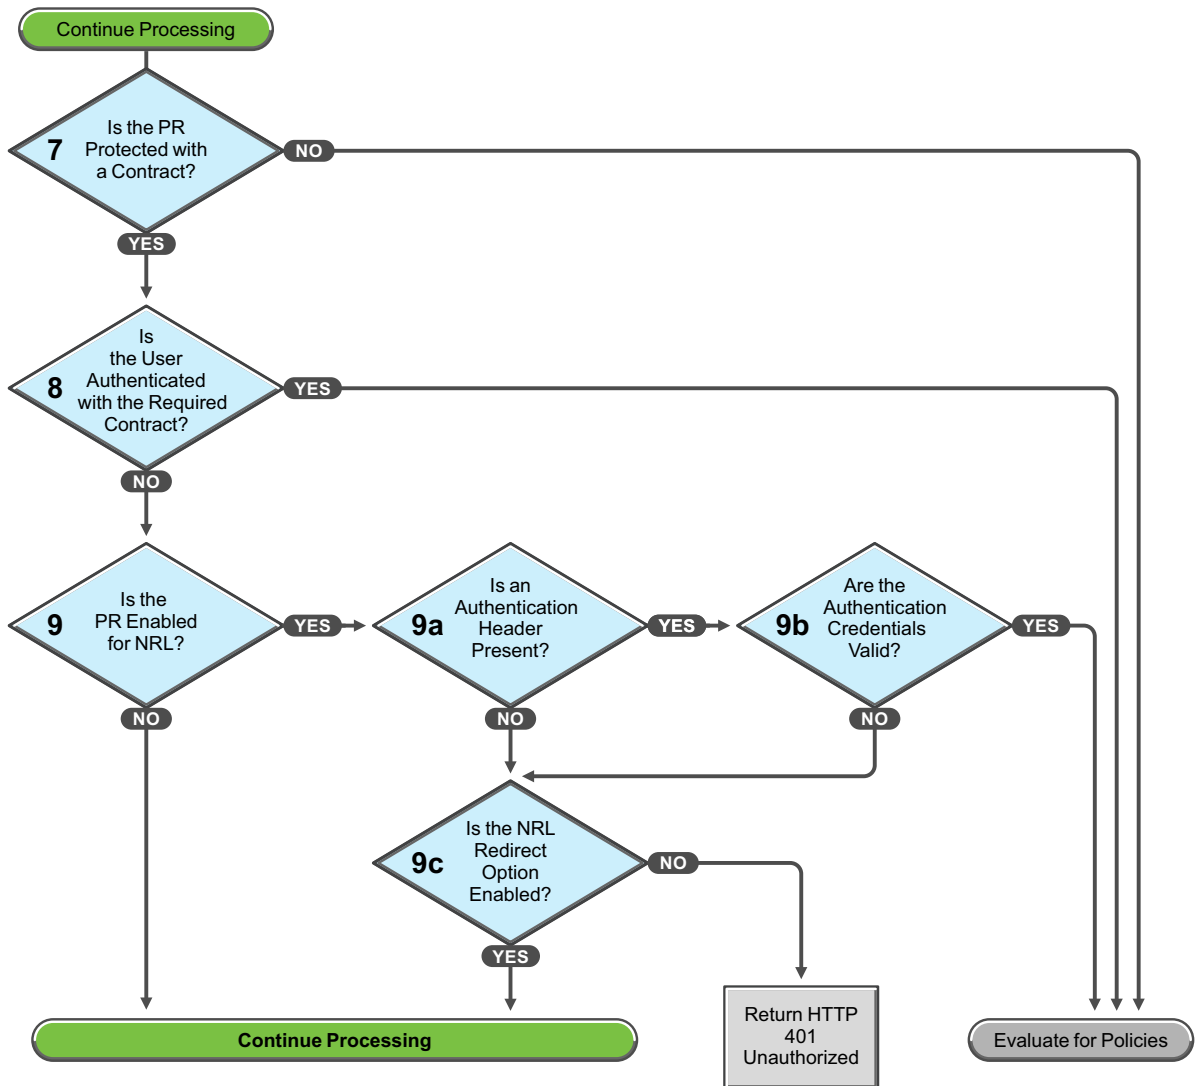 Continue Processing
7
Is the PR
Protected with
a Contract?
NO
YES
8
Is
the User
Authenticated
with the Required
Contract?
YES
NO
9
Is the
PR Enabled
for NRL?
YES
NO
9a
Is an
Authentication
Header
Present?
YES
NO
9b
Are the
Authentication
Credentials
Valid?
YES
NO
9c
Is the NRL
Redirect
Option
Enabled?
NO
YES
Continue Processing
Return HTTP
401
Unauthorized
Evaluate for Policies